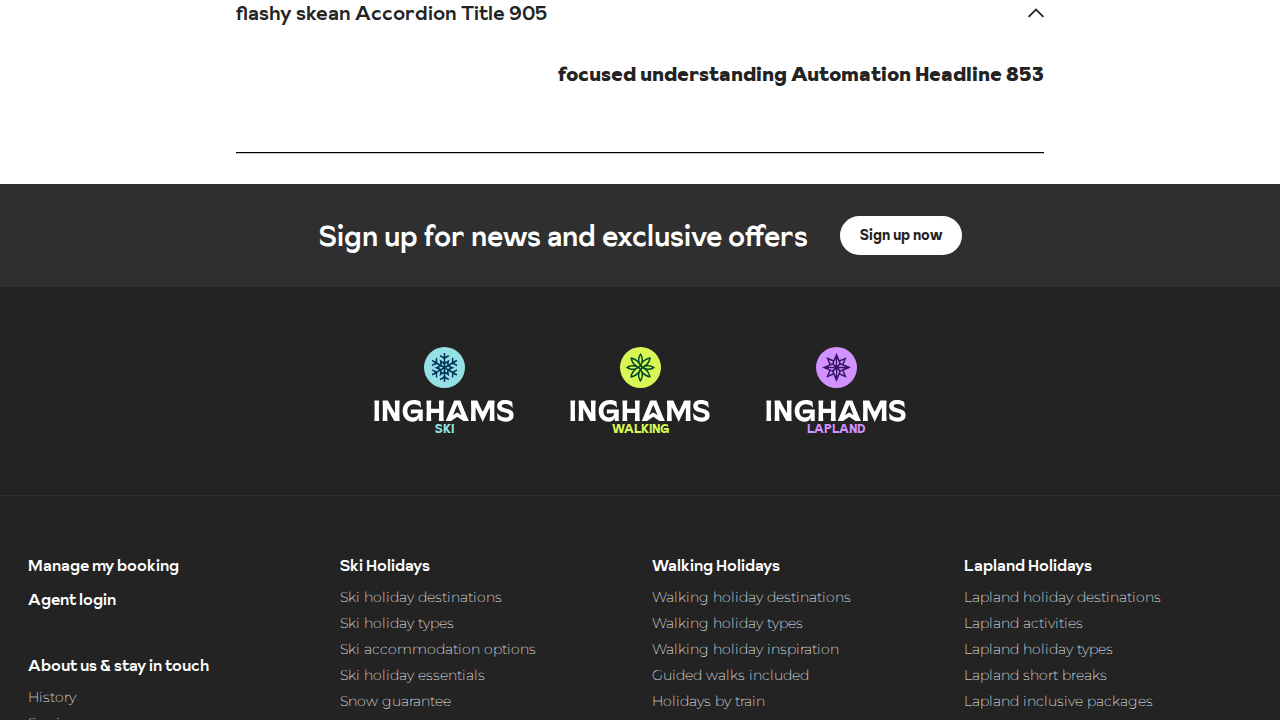 flashy skean Accordion Title 905
focused understanding Automation Headline 853
Sign up for news and exclusive offers
Sign up now
INGHAMS
SKI
INGHAMS
WALKING
INGHAMS
LAPLAND
Manage my booking
Agent login
About us & stay in touch
History
Ski Holidays
Ski holiday destinations
Ski holiday types
Ski accommodation options
Ski holiday essentials
Snow guarantee
Walking Holidays
Walking holiday destinations
Walking holiday types
Walking holiday inspiration
Guided walks included
Holidays by train
Lapland Holidays
Lapland holiday destinations
Lapland activities
Lapland holiday types
Lapland short breaks
Lapland inclusive packages